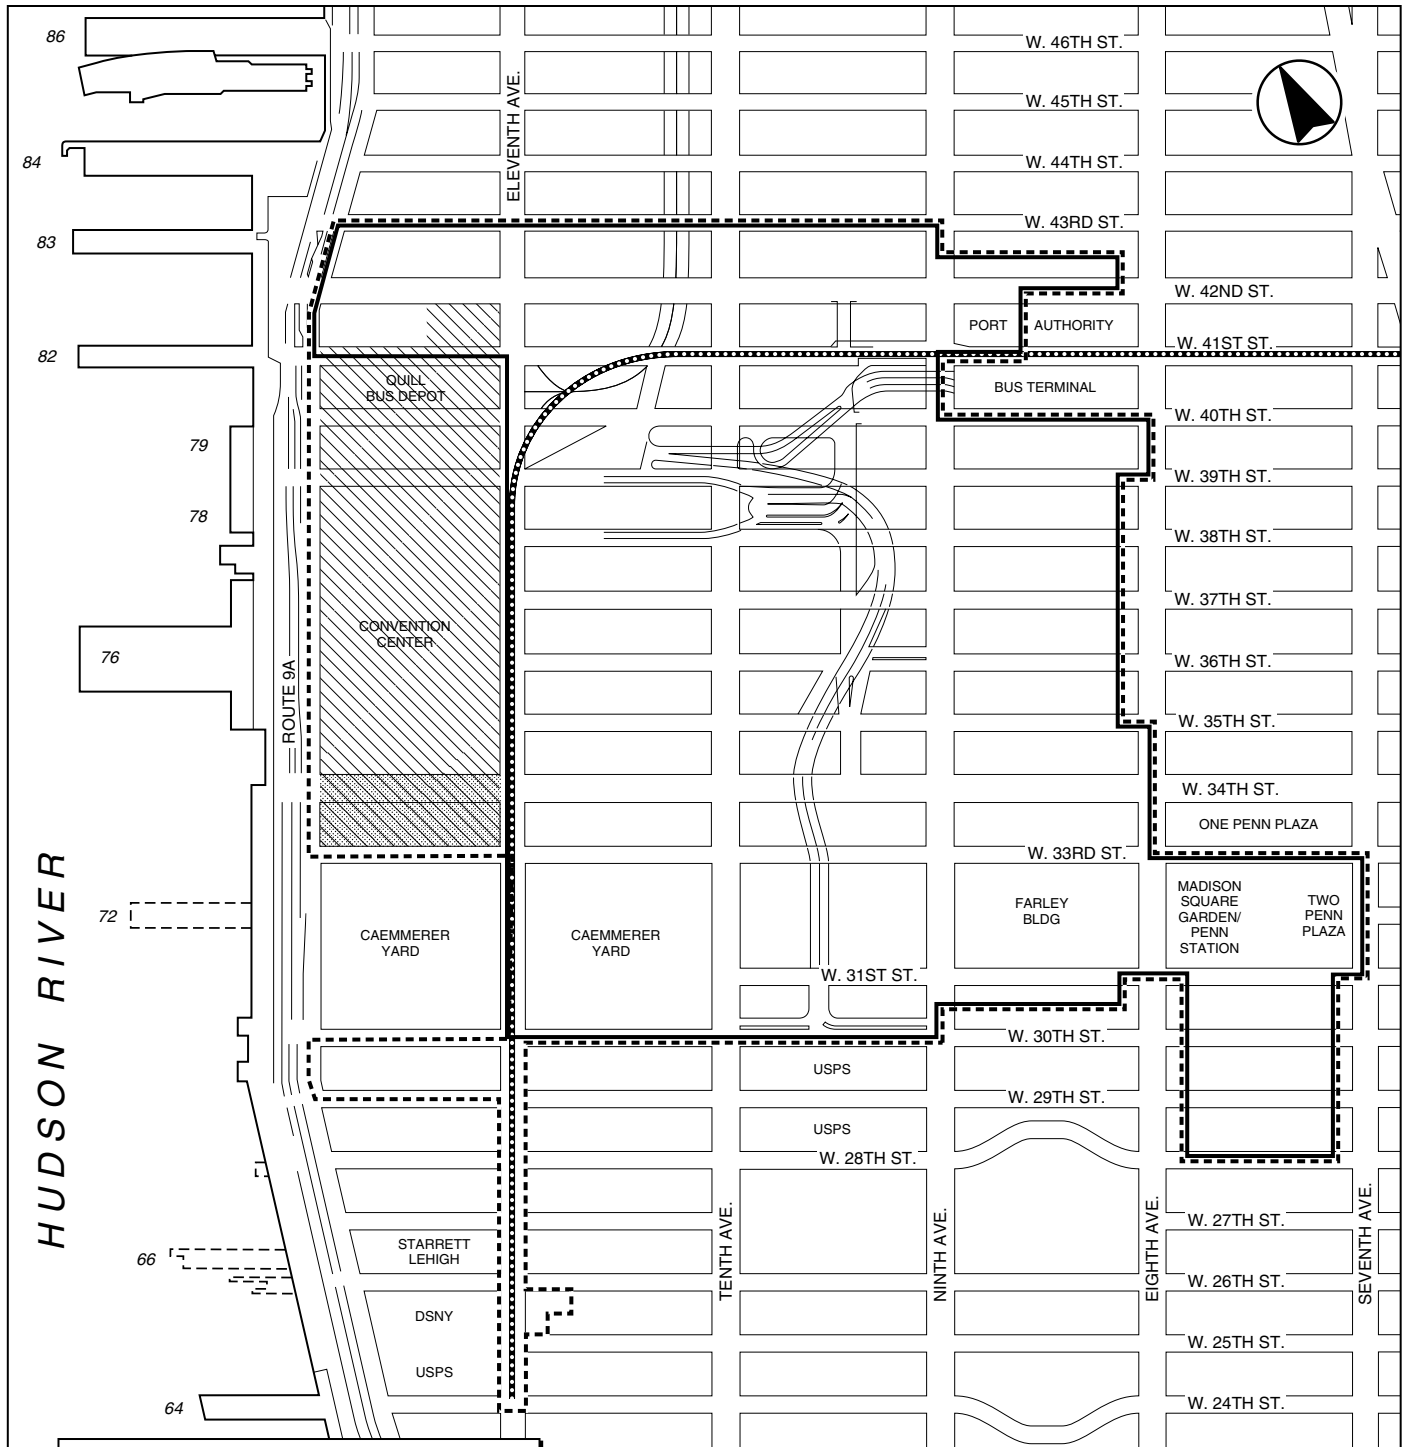 86
W. 46TH ST.
ELEVENTH AVE.
W. 45TH ST.
84
W. 44TH ST.
83
W. 43RD ST.
W. 42ND ST.
PORT AUTHORITY
W. 41ST ST.
82
QUILL
BUS DEPOT
BUS TERMINAL
W. 40TH ST.
79
W. 39TH ST.
78
W. 38TH ST.
W. 37TH ST.
CONVENTION
CENTER
76
W. 36TH ST.
ROUTE 9A
W. 35TH ST.
W. 34TH ST.
ONE PENN PLAZA
W. 33RD ST.
HUDSON RIVER
72
CAEMMERER
YARD
CAEMMERER
YARD
FARLEY
BLDG
MADISON
SQUARE
GARDEN/
PENN
STATION
TWO
PENN
PLAZA
W. 31ST ST.
W. 30TH ST.
USPS
W. 29TH ST.
USPS
W. 28TH ST.
TENTH AVE.
NINTH AVE.
EIGHTH AVE.
SEVENTH AVE.
W. 27TH ST.
66
STARRETT
LEHIGH
W. 26TH ST.
DSNY
W. 25TH ST.
USPS
64
W. 24TH ST.